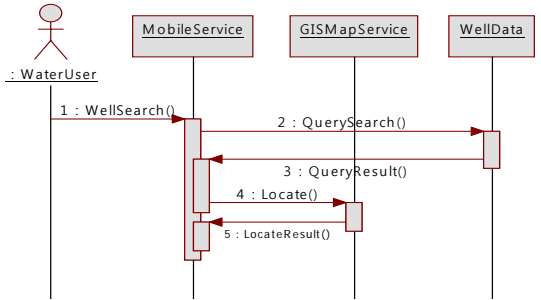 MobileService
GISMapService
WellData
: WaterUser
1 : WellSearch()
2 : QuerySearch()
3 : QueryResult()
4 : Locate()
5 : LocateResult()